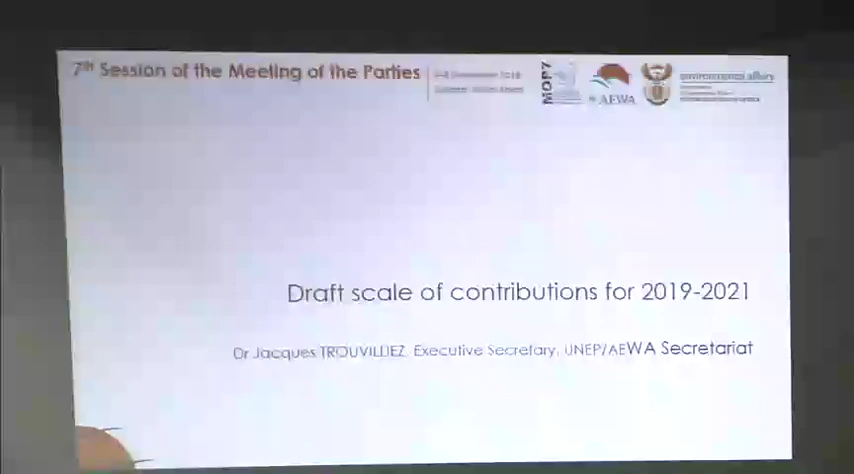 7th Session of the Meeting of the Parties
MOP7
AEWA
environmental affairs
Draft scale of contributions for 2019-2021
Dr Jacques TROUVILLIEZ, Executive Secretary, UNEP/AEWA Secretariat